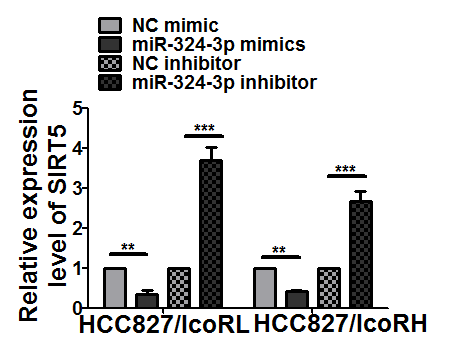 NC mimic
miR-324-3p mimics
NC inhibitor
miR-324-3p inhibitor
Relative expression
level of SIRT5
5
4
3
2
1
0
**
***
**
***
HCC827/IcoRL
HCC827/IcoRH